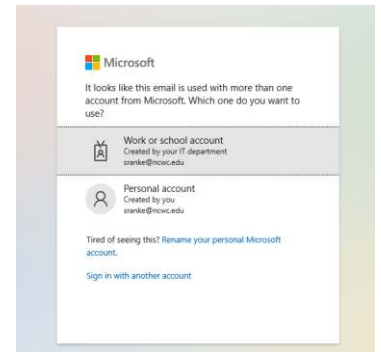 Microsoft
It looks like this email is used with more than one
account from Microsoft. Which one do you want to
use?
Work or school account
Created by your IT department
sranke@ncwc.edu
Personal account
Created by you
sranke@ncwc.edu
Tired of seeing this? Rename your personal Microsoft
account.
Sign in with another account